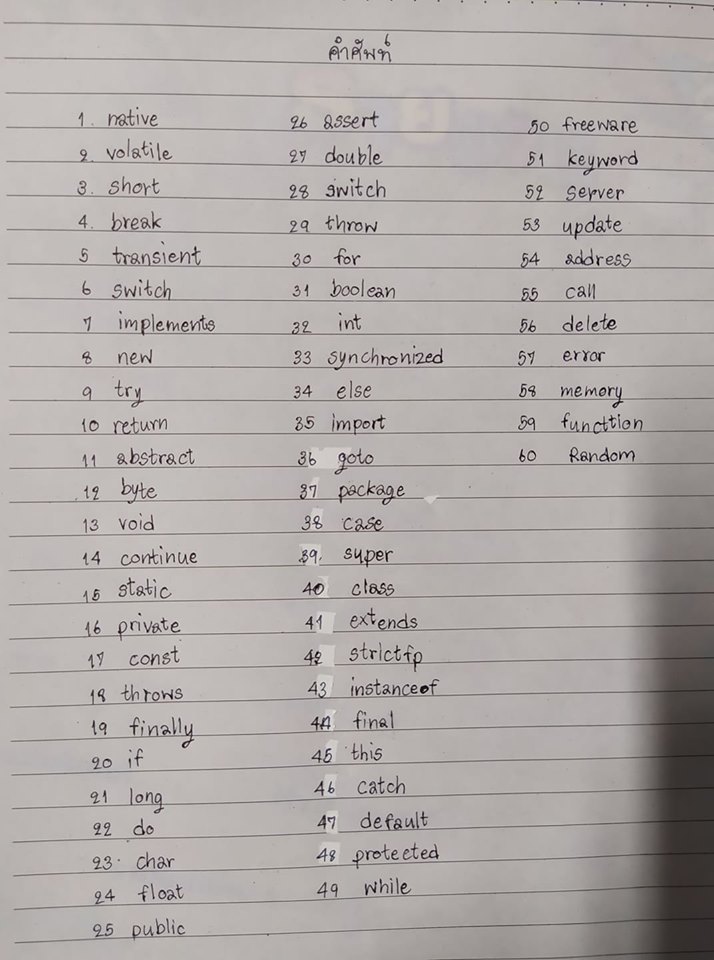 คำศัพท์
1. native
2. volatile
3. short
4. break
5 transient
6 switch
7 implements
8 new
9 try
10 return
11 abstract
12 byte
13 void
14 continue
15 static
16 private
17 const
18 throws
19 finally
20 if
21 long
22 do
23. char
24 float
25 public
26 assert
27 double
28 switch
29 throw
30 for
31 boolean
32 int
33 synchronized
34 else
35 import
36 goto
37 package
38 case
39. super
40 class
41 extends
42 strictfp
43 instanceof
44 final
45 this
46 catch
47 default
48 protected
49 while
50 freeware
51 keyword
52 server
53 update
54 address
55 call
56 delete
57 error
58 memory
59 functtion
60 Random